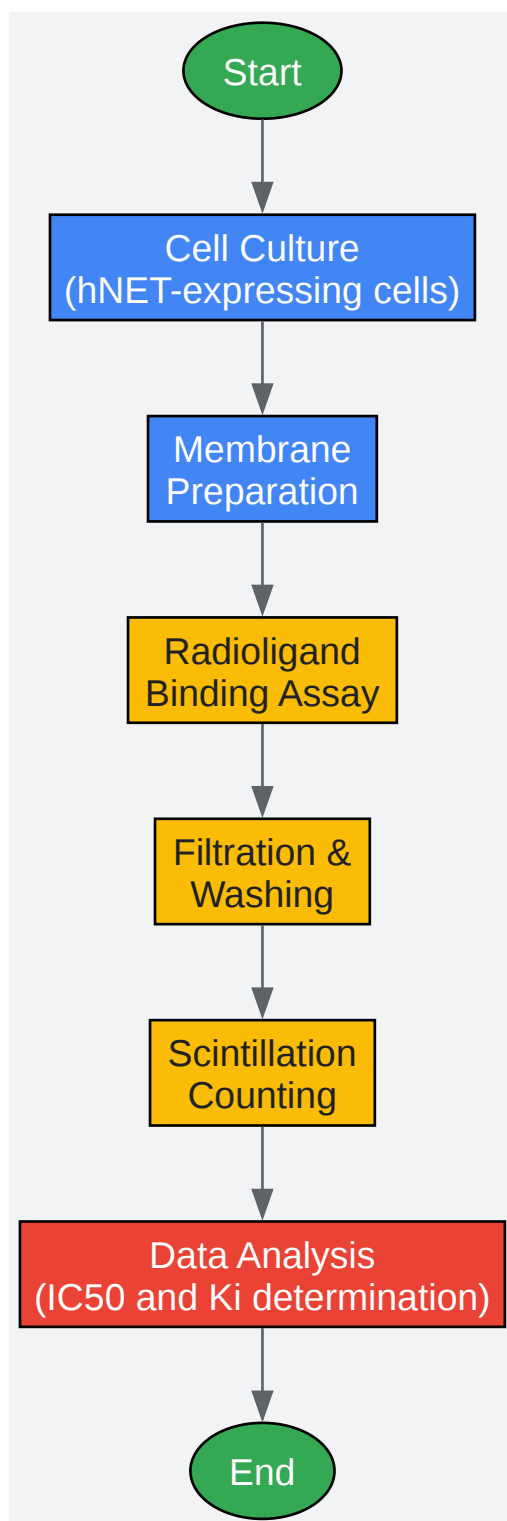 Start
Cell Culture
(hNET-expressing cells)
Membrane
Preparation
Radioligand
Binding Assay
Filtration &
Washing
Scintillation
Counting
Data Analysis
(IC50 and Ki determination)
End